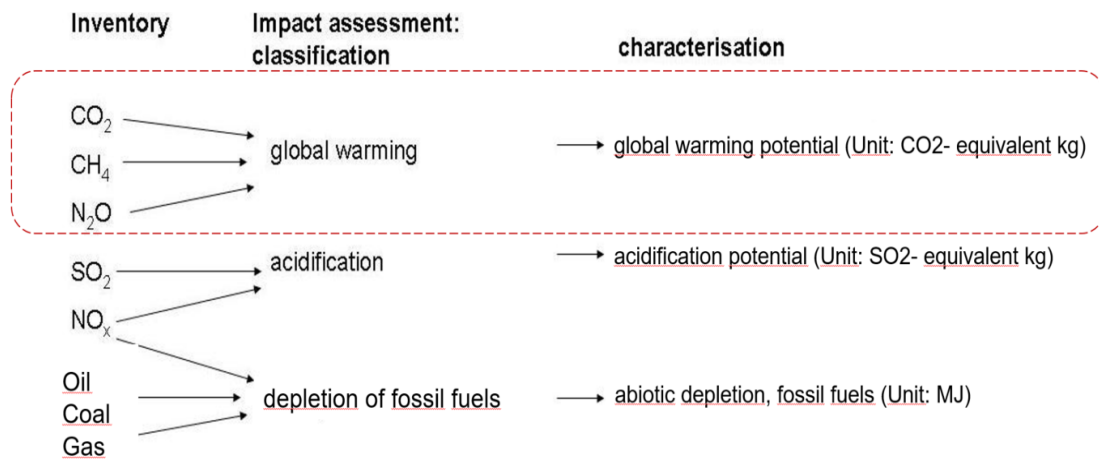 Inventory
Impact assessment:
classification
characterisation
CO₂
CH₄
N₂O
global warming
global warming potential (Unit: CO2- equivalent kg)
SO₂
NOₓ
acidification
acidification potential (Unit: SO2- equivalent kg)
Oil
Coal
Gas
depletion of fossil fuels
abiotic depletion, fossil fuels (Unit: MJ)